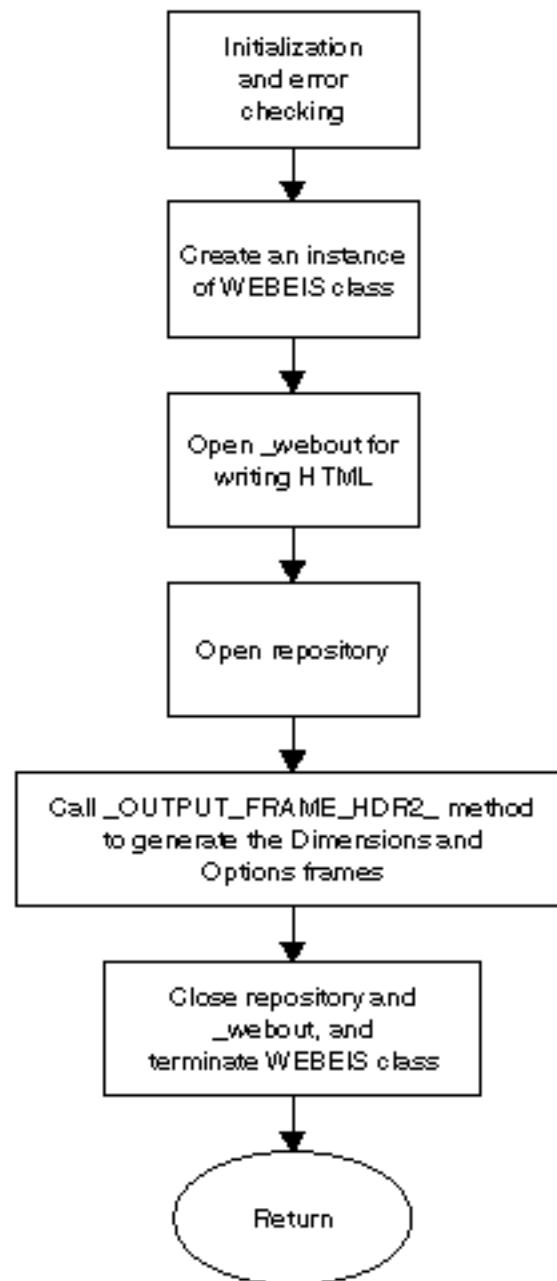 Initialization
and error
checking
Create an instance
of WEBEIS class
Open _webout for
writing HTML
Open repository
Call _OUTPUT_FRAME_HDR2_ method
to generate the Dimensions and
Options frames
Close repository and
_webout, and
terminate WEBEIS class
Return